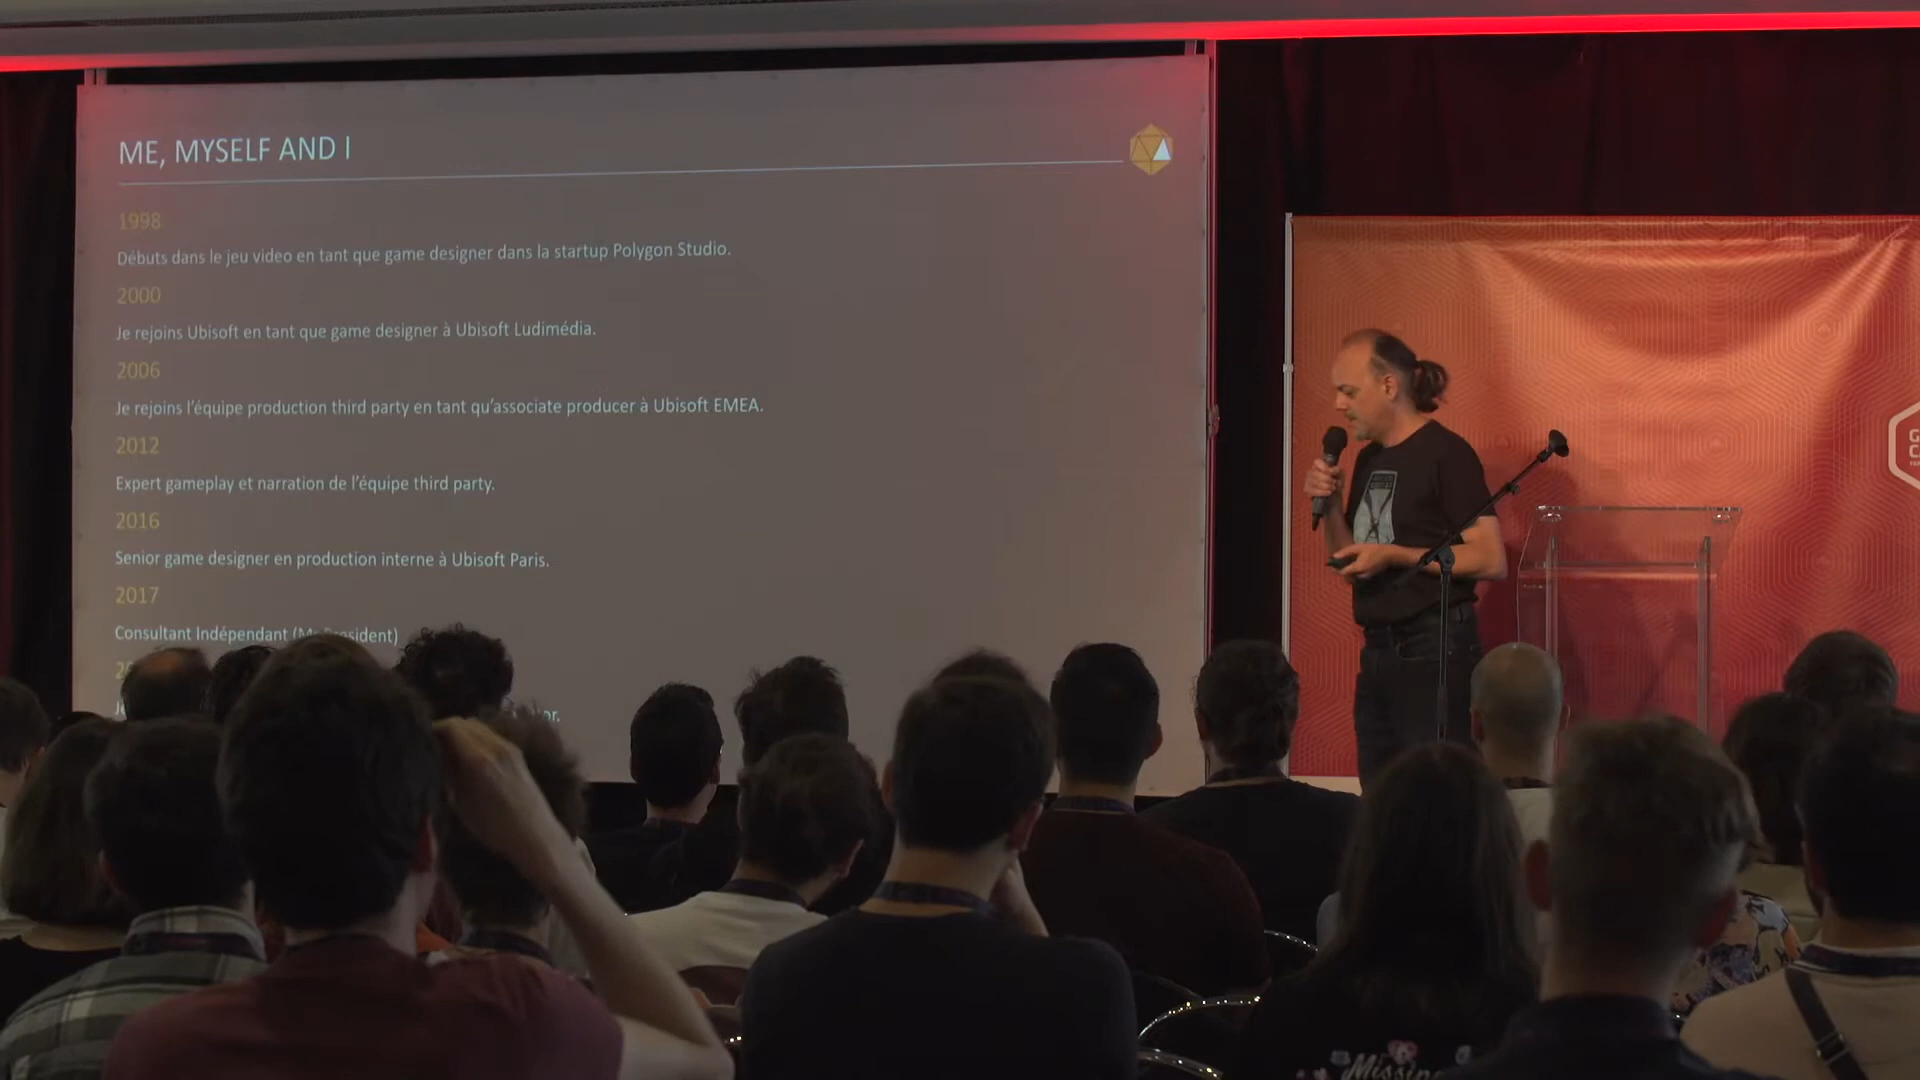 ME, MYSELF AND I
1998
Débuts dans le jeu video en tant que game designer dans la startup Polygon Studio.
2000
Je rejoins Ubisoft en tant que game designer à Ubisoft Ludimédia.
2006
Je rejoins l'équipe production third party en tant qu'associate producer à Ubisoft EMEA.
2012
Expert gameplay et narration de l'équipe third party.
2016
Senior game designer en production interne à Ubisoft Paris.
2017
Consultant Indépendant